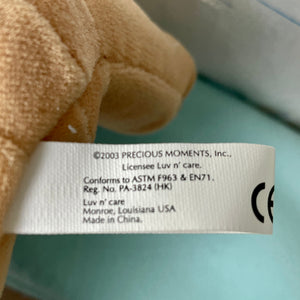 ©2003 PRECIOUS MOMENTS, Inc.,
Licensee Luv n' care.
Conforms to ASTM F963 & EN71.
Reg. No. PA-3824 (HK)
Luv n' care
Monroe, Louisiana USA
Made in China.
CE